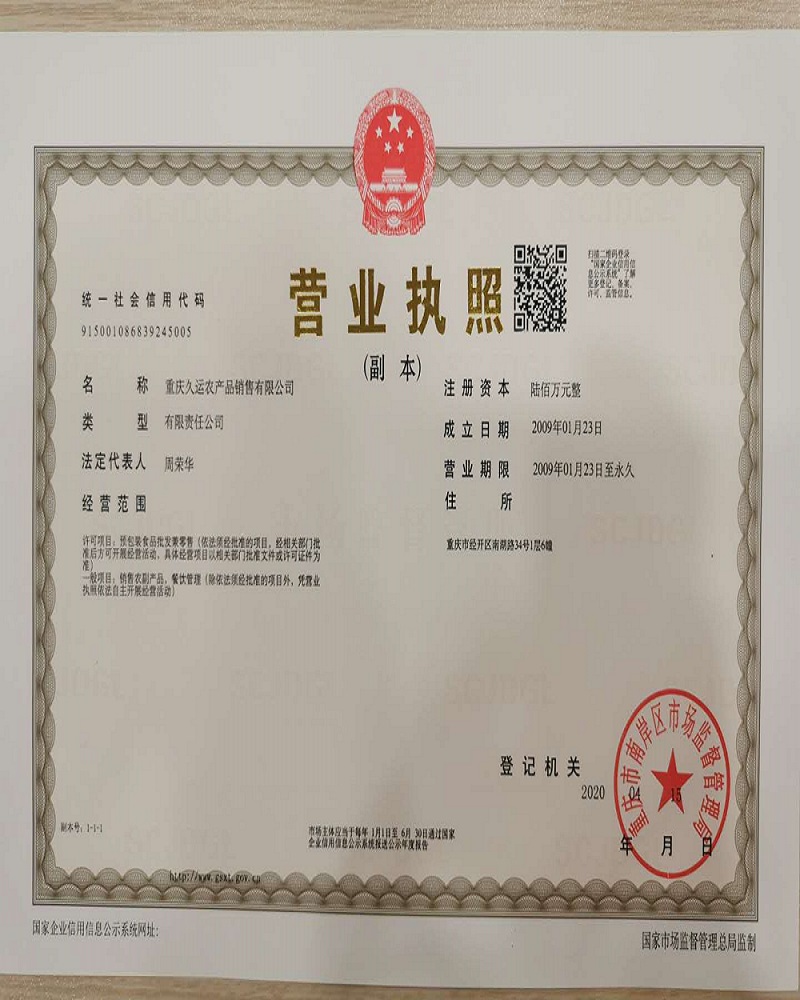 营业执照
(副 本)
扫描二维码登录
"国家企业信用信
息公示系统"了解
更多登记、备案、
许可、监管信息。
统一社会信用代码
915001086839245005
名 称 重庆久运农产品销售有限公司
类 型 有限责任公司
法定代表人 周荣华
经营范围
许可项目：预包装食品批发兼零售（依法须经批准的项目，经相关部门批
准后方可开展经营活动，具体经营项目以相关部门批准文件或许可证件为
准）
一般项目：销售农副产品，餐饮管理（除依法须经批准的项目外，凭营业
执照依法自主开展经营活动）
注册资本 陆佰万元整
成立日期 2009年01月23日
营业期限 2009年01月23日至永久
住 所
重庆市经开区南湖路34号1层6幢
登记机关
2020 04 15
年 月 日
重庆市南岸区市场监督管理局
副本号：1-1-1
市场主体应当于每年 1月1日至 6月 30日通过国家
企业信用信息公示系统报送公示年度报告
http://www.gsxt.gov.cn
国家企业信用信息公示系统网址:
国家市场监督管理总局监制